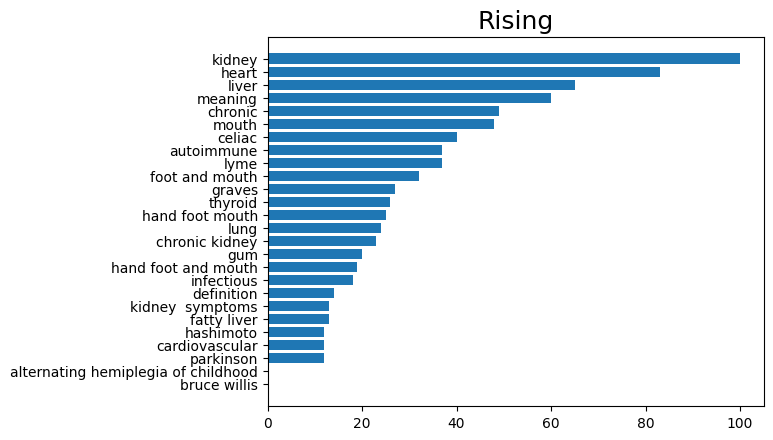 Rising
kidney
heart
liver
meaning
chronic
mouth
celiac
autoimmune
lyme
foot and mouth
graves
thyroid
hand foot mouth
lung
chronic kidney
gum
hand foot and mouth
infectious
definition
kidney  symptoms
fatty liver
hashimoto
cardiovascular
parkinson
alternating hemiplegia of childhood
bruce willis
0 20 40 60 80 100